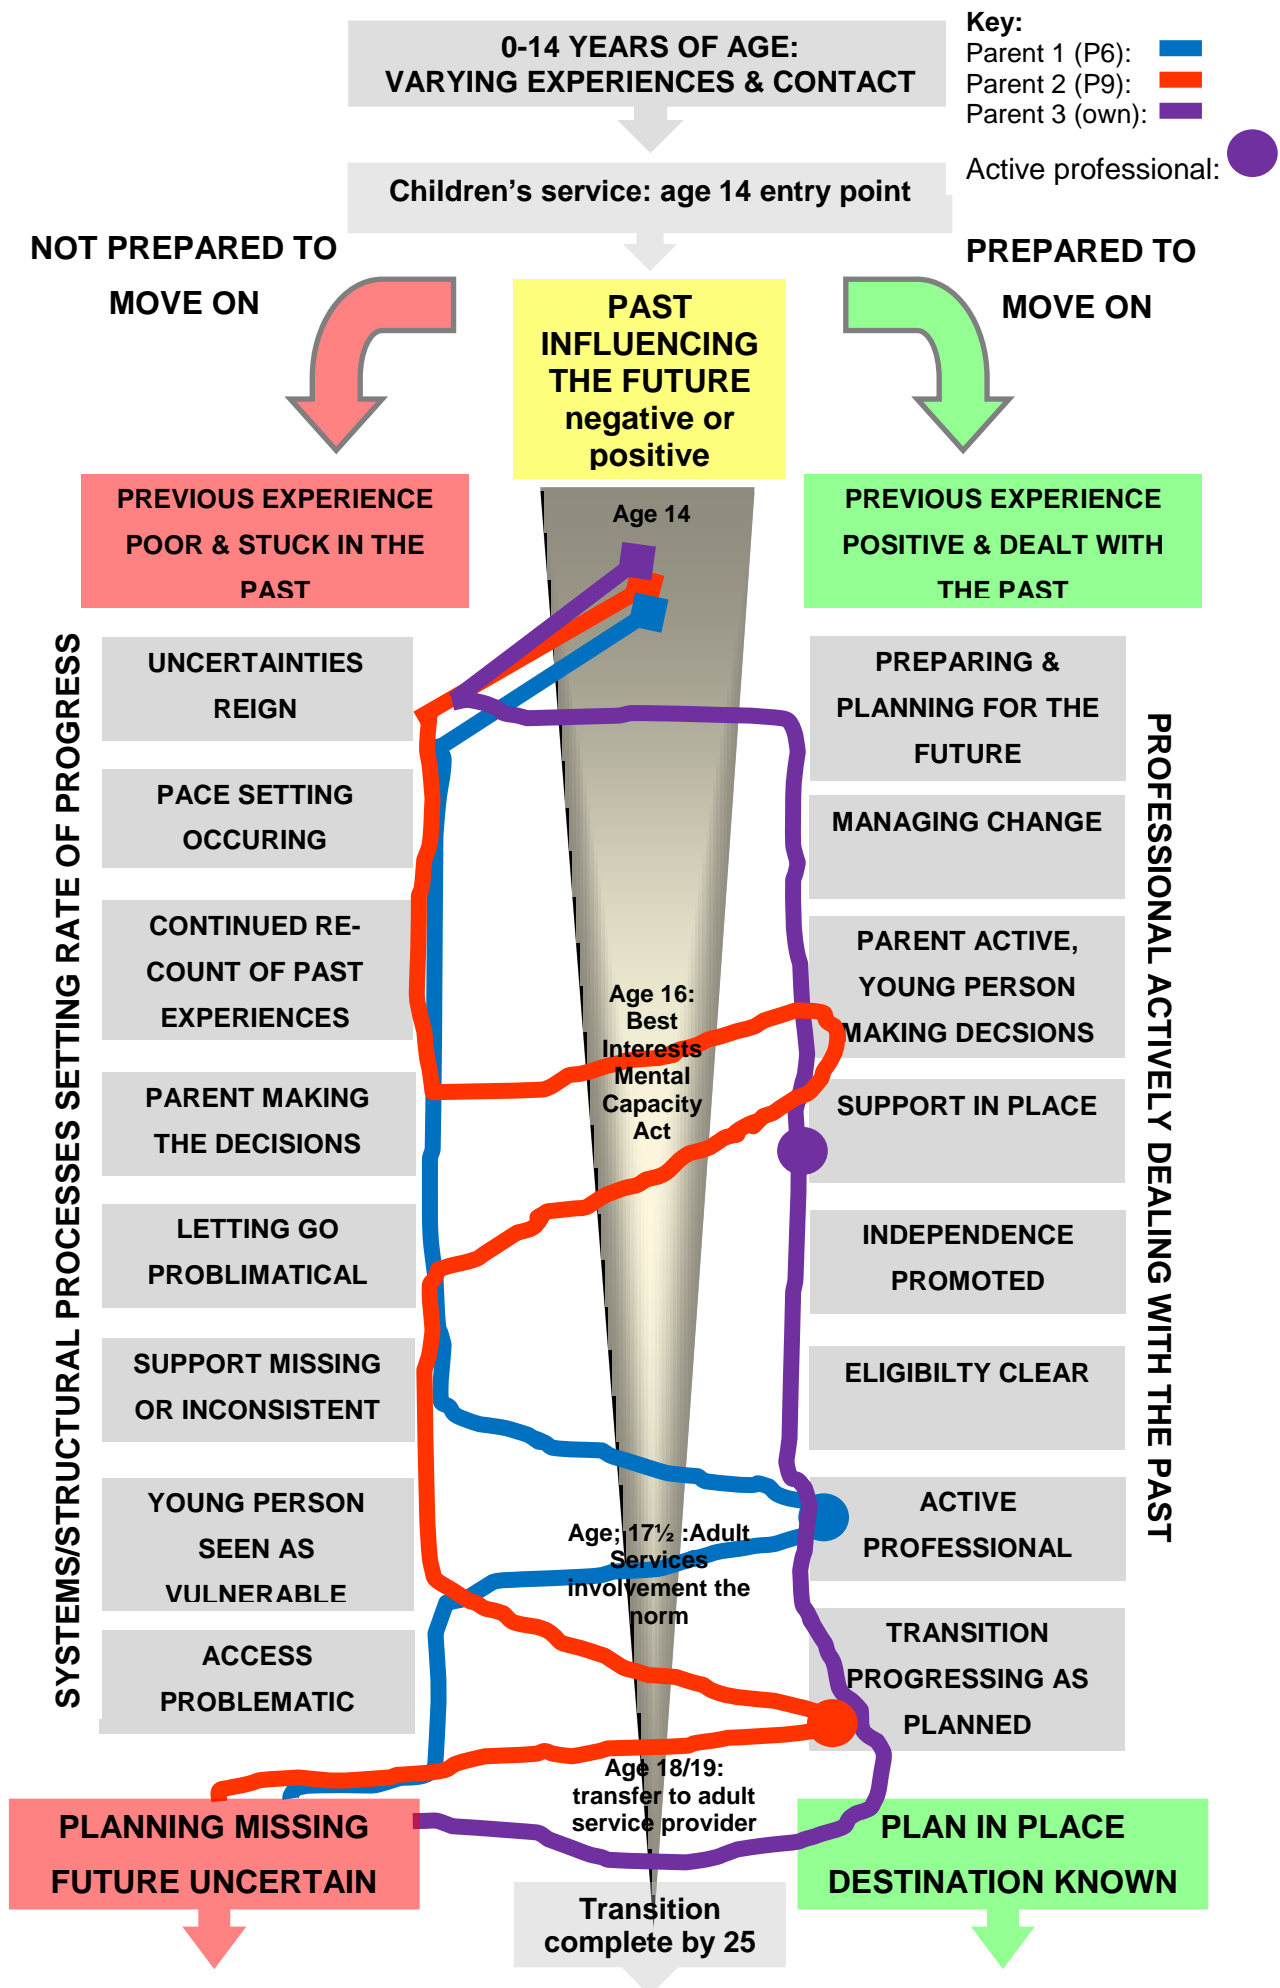 0-14 YEARS OF AGE:
VARYING EXPERIENCES & CONTACT
Key:
Parent 1 (P6):
Parent 2 (P9):
Parent 3 (own):
Active professional:
Children's service: age 14 entry point
NOT PREPARED TO
MOVE ON
PREPARED TO
MOVE ON
PAST
INFLUENCING
THE FUTURE
negative or
positive
PREVIOUS EXPERIENCE
POOR & STUCK IN THE
PAST
PREVIOUS EXPERIENCE
POSITIVE & DEALT WITH
THE PAST
SYSTEMS/STRUCTURAL PROCESSES SETTING RATE OF PROGRESS
UNCERTAINTIES
REIGN
PACE SETTING
OCCURING
CONTINUED RE-
COUNT OF PAST
EXPERIENCES
PARENT MAKING
THE DECISIONS
LETTING GO
PROBLIMATICAL
SUPPORT MISSING
OR INCONSISTENT
YOUNG PERSON
SEEN AS
VULNERABLE
ACCESS
PROBLEMATIC
Age 14
Age 16:
Best
Interests
Mental
Capacity
Act
Age; 17½ :Adult
Services
involvement the
norm
Age 18/19:
transfer to adult
service provider
PREPARING &
PLANNING FOR THE
FUTURE
MANAGING CHANGE
PARENT ACTIVE,
YOUNG PERSON
MAKING DECSIONS
SUPPORT IN PLACE
INDEPENDENCE
PROMOTED
ELIGIBILTY CLEAR
ACTIVE
PROFESSIONAL
TRANSITION
PROGRESSING AS
PLANNED
PROFESSIONAL ACTIVELY DEALING WITH THE PAST
PLANNING MISSING
FUTURE UNCERTAIN
PLAN IN PLACE
DESTINATION KNOWN
Transition
complete by 25